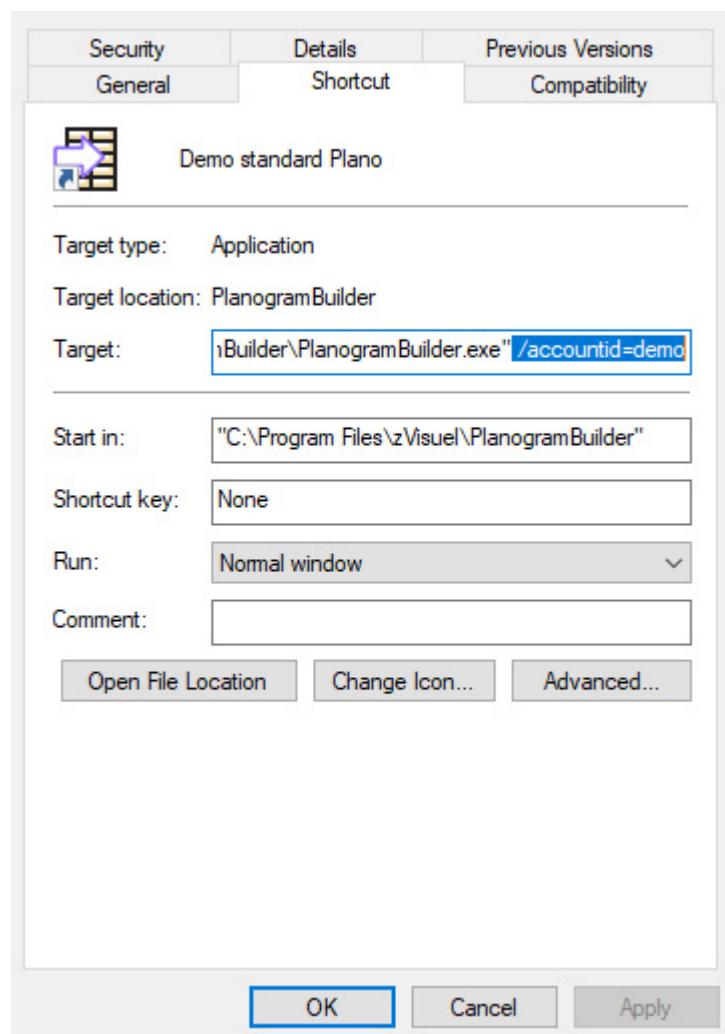 Security Details Previous Versions
General Shortcut Compatibility
Demo standard Plano
Target type: Application
Target location: PlanogramBuilder
Target: ıBuilder\PlanogramBuilder.exe" /accountid=demo
Start in: "C:\Program Files\zVisuel\PlanogramBuilder"
Shortcut key: None
Run: Normal window
Comment:
Open File Location Change Icon... Advanced...
OK Cancel Apply